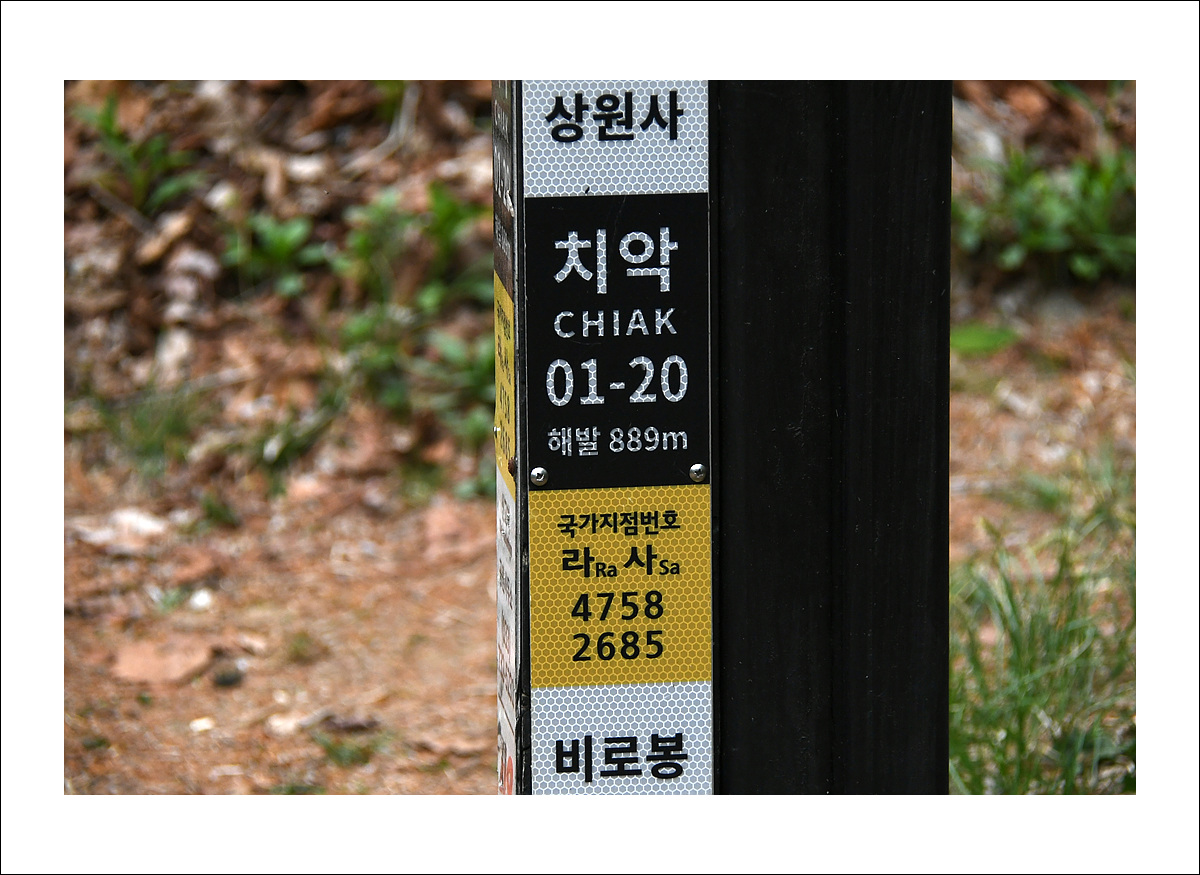 상원사
치악
CHIAK
01-20
해발 889m
국가지점번호
라Ra 사Sa
4758
2685
비로봉